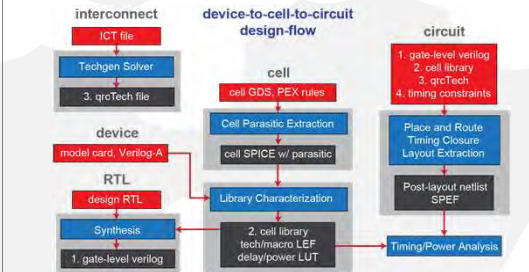 interconnect
ICT file
Techgen Solver
3. qrcTech file
device
model card, Verilog-A
RTL
design RTL
Synthesis
1. gate-level verilog
device-to-cell-to-circuit
design-flow
cell
cell GDS, PEX rules
Cell Parasitic Extraction
cell SPICE w/ parasitic
Library Characterization
2. cell library
tech/macro LEF
delay/power LUT
circuit
1. gate-level verilog
2. cell library
3. qrcTech
4. timing constraints
Place and Route
Timing Closure
Layout Extraction
Post-layout netlist
SPEF
Timing/Power Analysis